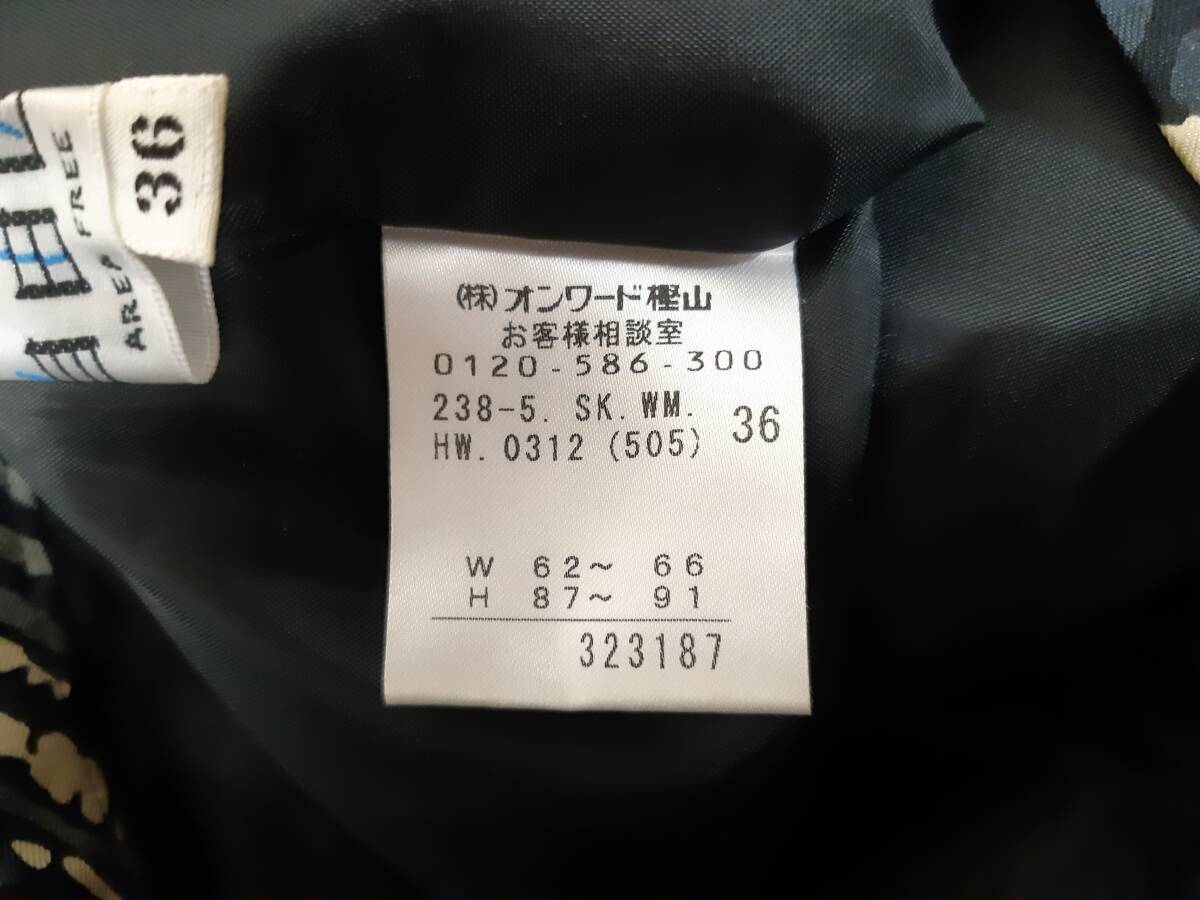 36
AREA FREE
(株)オンワード樫山
お客様相談室
0120-586-300
238-5. SK. WM.
HW. 0312 (505)
36
W 62~ 66
H 87~ 91
323187